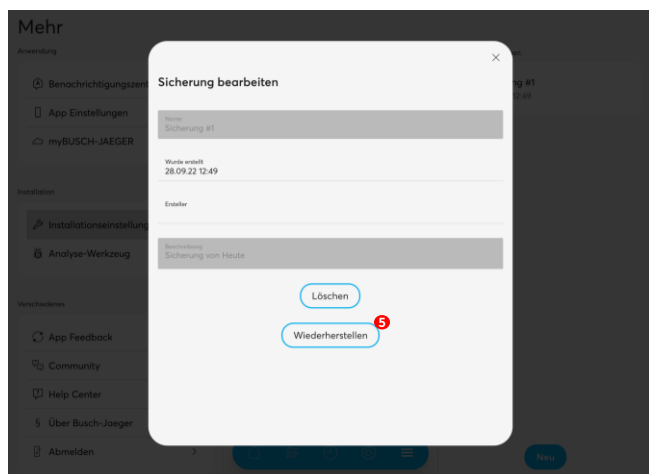 Mehr
Anwendung
Benachrichtigungszent
App Einstellungen
myBUSCH-JAEGER
Installation
Installationseinstellung
Analyse-Werkzeug
Verschiedenes
App Feedback
Community
Help Center
§ Über Busch-Jaeger
Abmelden
Sicherung bearbeiten
Name
Sicherung #1
Wurde erstellt
28.09.22 12:49
Ersteller
Beschreibung
Sicherung von Heute
Löschen
Wiederherstellen
5
ng #1
12:49
Neu